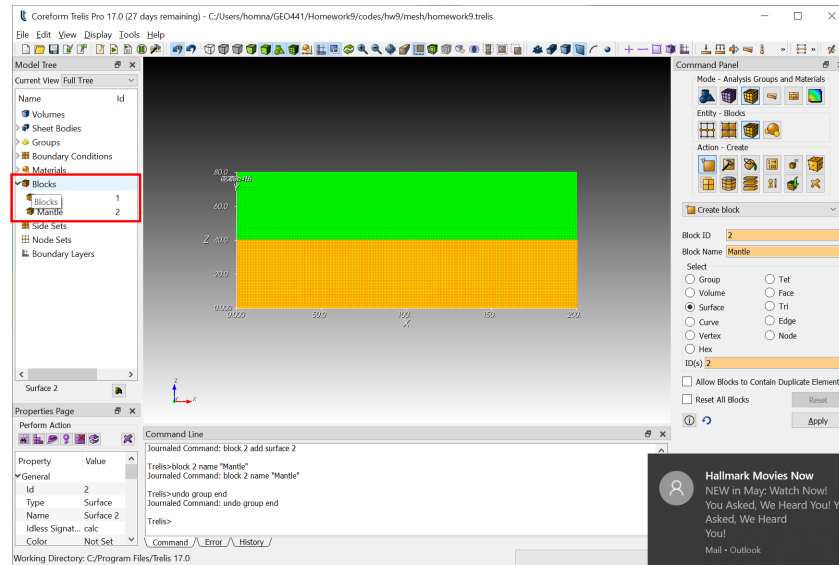 Coreform Trelis Pro 17.0 (27 days remaining) - C:/Users/homna/GEO441/Homework9/codes/hw9/mesh/homework9.trelis
File Edit View Display Tools Help
Model Tree
Current View Full Tree
Name Id
Volumes
Sheet Bodies
Groups
Boundary Conditions
Materials
Blocks
Blocks 1
Mantle 2
Side Sets
Node Sets
Boundary Layers
Surface 2
Properties Page
Perform Action
Property Value
General
Id 2
Type Surface
Name Surface 2
Idless Signat... calc
Color Not Set
Working Directory: C:/Program Files/Trelis 17.0
80.0
Y
60.0
Z 40.0
20.0
0.000
0.000 50.0 100. 150. 200.
X
Z
X
Command Line
Journaled Command: block 2 add surface 2
Trelis>block 2 name "Mantle"
Journaled Command: block 2 name "Mantle"
Trelis>undo group end
Journaled Command: undo group end
Trelis>
Command Error History
Command Panel
Mode - Analysis Groups and Materials
Entity - Blocks
Action - Create
Create block
Block ID 2
Block Name Mantle
Select
Group Tet
Volume Face
Surface Tri
Curve Edge
Vertex Node
Hex
ID(s) 2
Allow Blocks to Contain Duplicate Element
Reset All Blocks Reset
Apply
Hallmark Movies Now
NEW in May: Watch Now!
You Asked, We Heard You! Y
Asked, We Heard
You!
Mail • Outlook